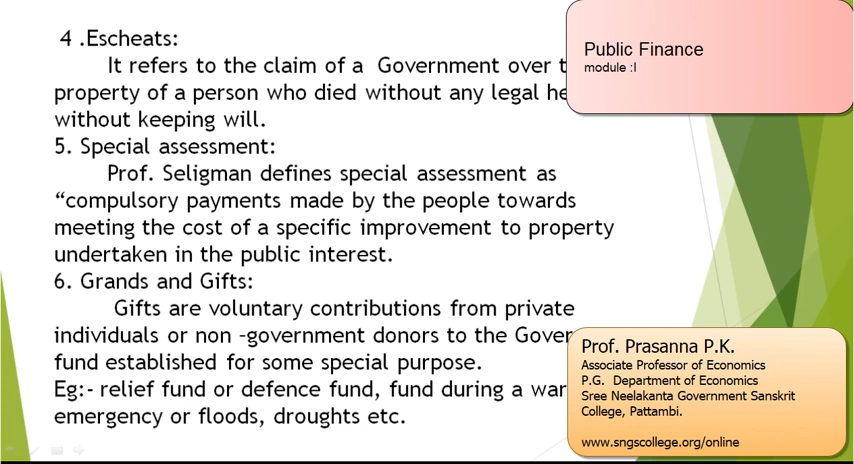 4 .Escheats:
It refers to the claim of a Government over
property of a person who died without any legal
without keeping will.
5. Special assessment:
Prof. Seligman defines special assessment as
“compulsory payments made by the people towards
meeting the cost of a specific improvement to property
undertaken in the public interest.
6. Grands and Gifts:
Gifts are voluntary contributions from private
individuals or non -government donors to the
fund established for some special purpose.
Eg:- relief fund or defence fund, fund during a war
emergency or floods, droughts etc.
Public Finance
module :I
Prof. Prasanna P.K.
Associate Professor of Economics
P.G. Department of Economics
Sree Neelakanta Government Sanskrit
College, Pattambi.
www.sngscollege.org/online